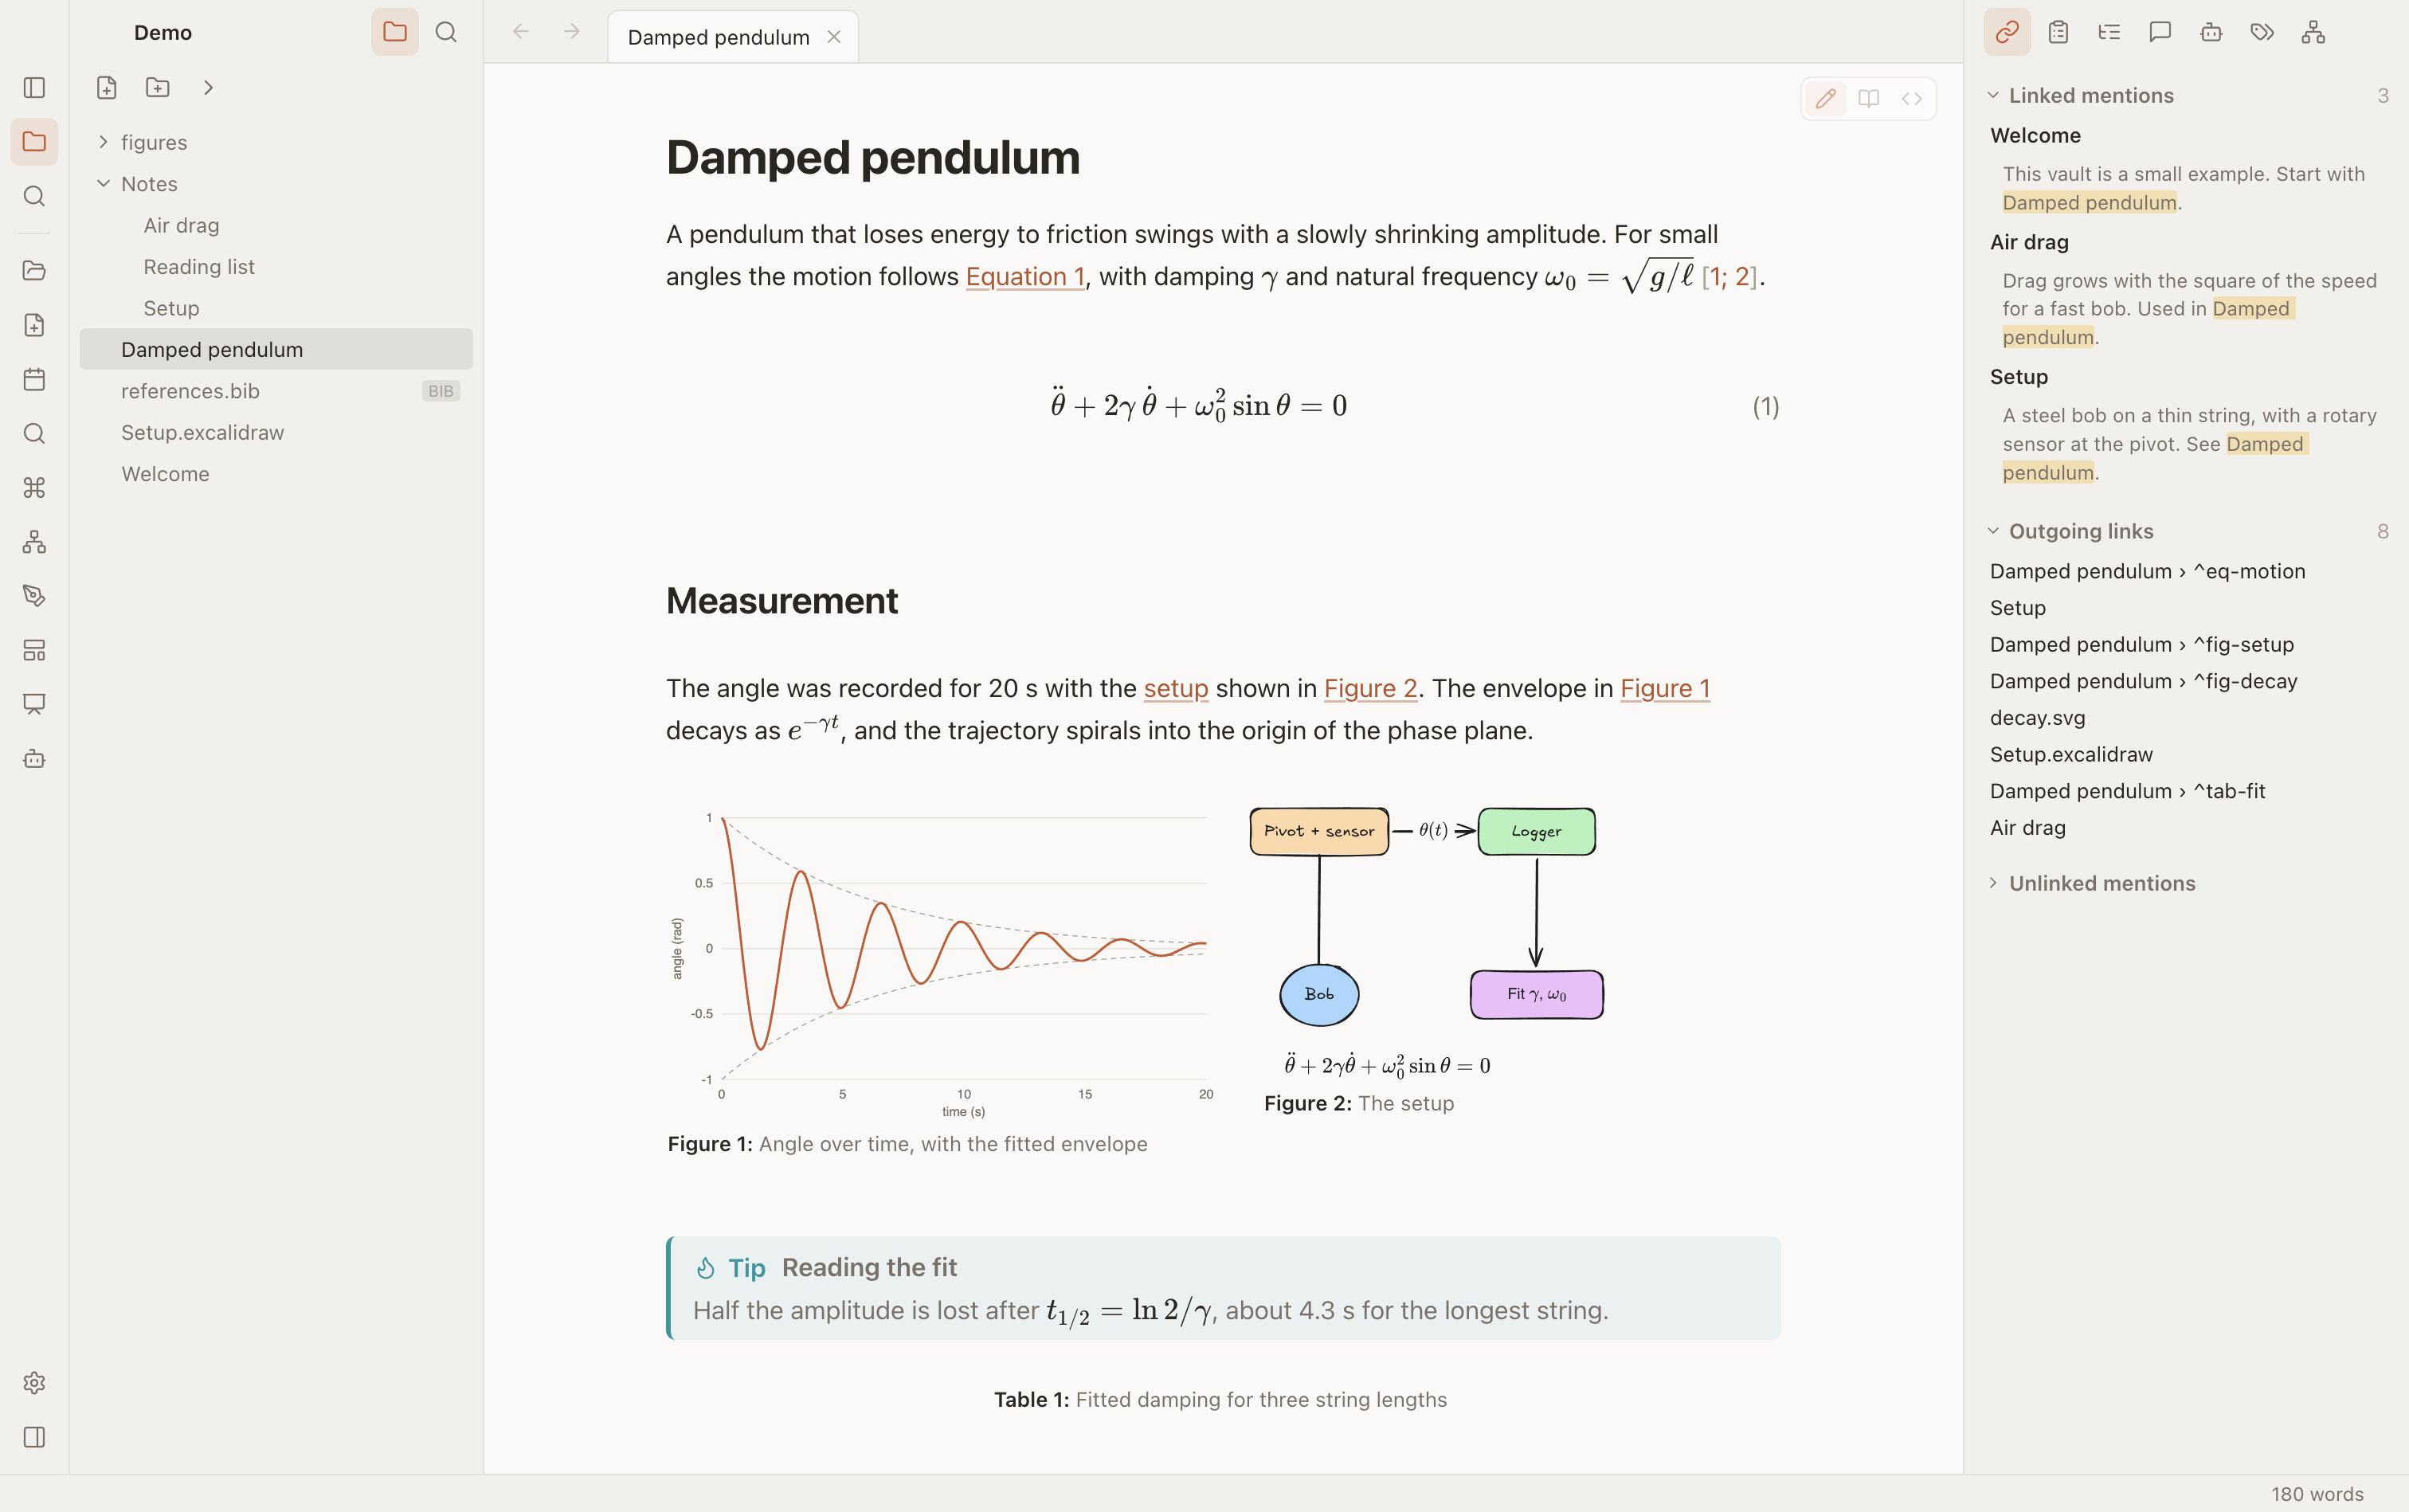 Demo
figures
Notes
Air drag
Reading list
Setup
Damped pendulum
references.bib BIB
Setup.excalidraw
Welcome
Damped pendulum
Damped pendulum
A pendulum that loses energy to friction swings with a slowly shrinking amplitude. For small
angles the motion follows Equation 1, with damping γ and natural frequency ω₀ = √g/ℓ [1; 2].
θ̈ + 2γ θ̇ + ω₀² sin θ = 0 (1)
Measurement
The angle was recorded for 20 s with the setup shown in Figure 2. The envelope in Figure 1
decays as e^−γt, and the trajectory spirals into the origin of the phase plane.
1
0.5
0
-0.5
-1
angle (rad)
0 5 10 15 20
time (s)
Figure 1: Angle over time, with the fitted envelope
Pivot + sensor θ(t) Logger
Bob Fit γ, ω₀
θ̈ + 2γθ̇ + ω₀² sin θ = 0
Figure 2: The setup
Tip Reading the fit
Half the amplitude is lost after t₁/₂ = ln 2/γ, about 4.3 s for the longest string.
Table 1: Fitted damping for three string lengths
Linked mentions 3
Welcome
This vault is a small example. Start with
Damped pendulum.
Air drag
Drag grows with the square of the speed
for a fast bob. Used in Damped
pendulum.
Setup
A steel bob on a thin string, with a rotary
sensor at the pivot. See Damped
pendulum.
Outgoing links 8
Damped pendulum › ^eq-motion
Setup
Damped pendulum › ^fig-setup
Damped pendulum › ^fig-decay
decay.svg
Setup.excalidraw
Damped pendulum › ^tab-fit
Air drag
Unlinked mentions
180 words